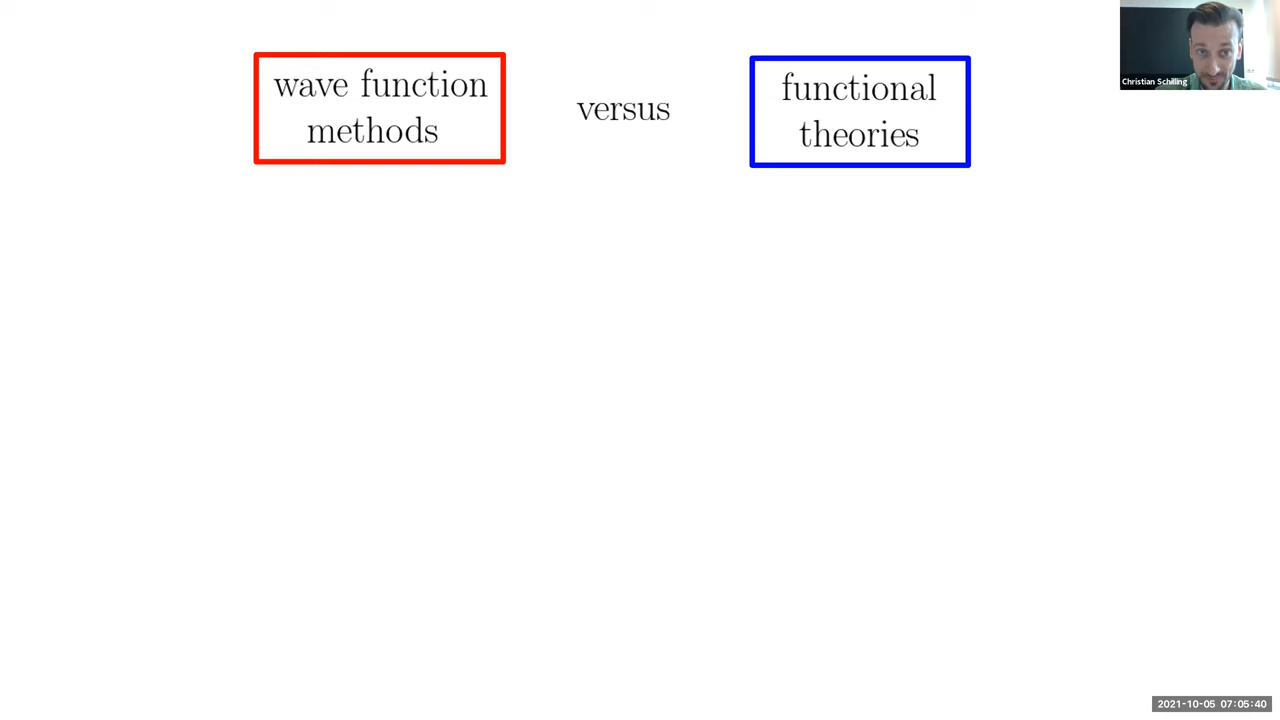 wave function
methods
versus
functional
theories
Christian Schilling
2021-10-05 07:05:40